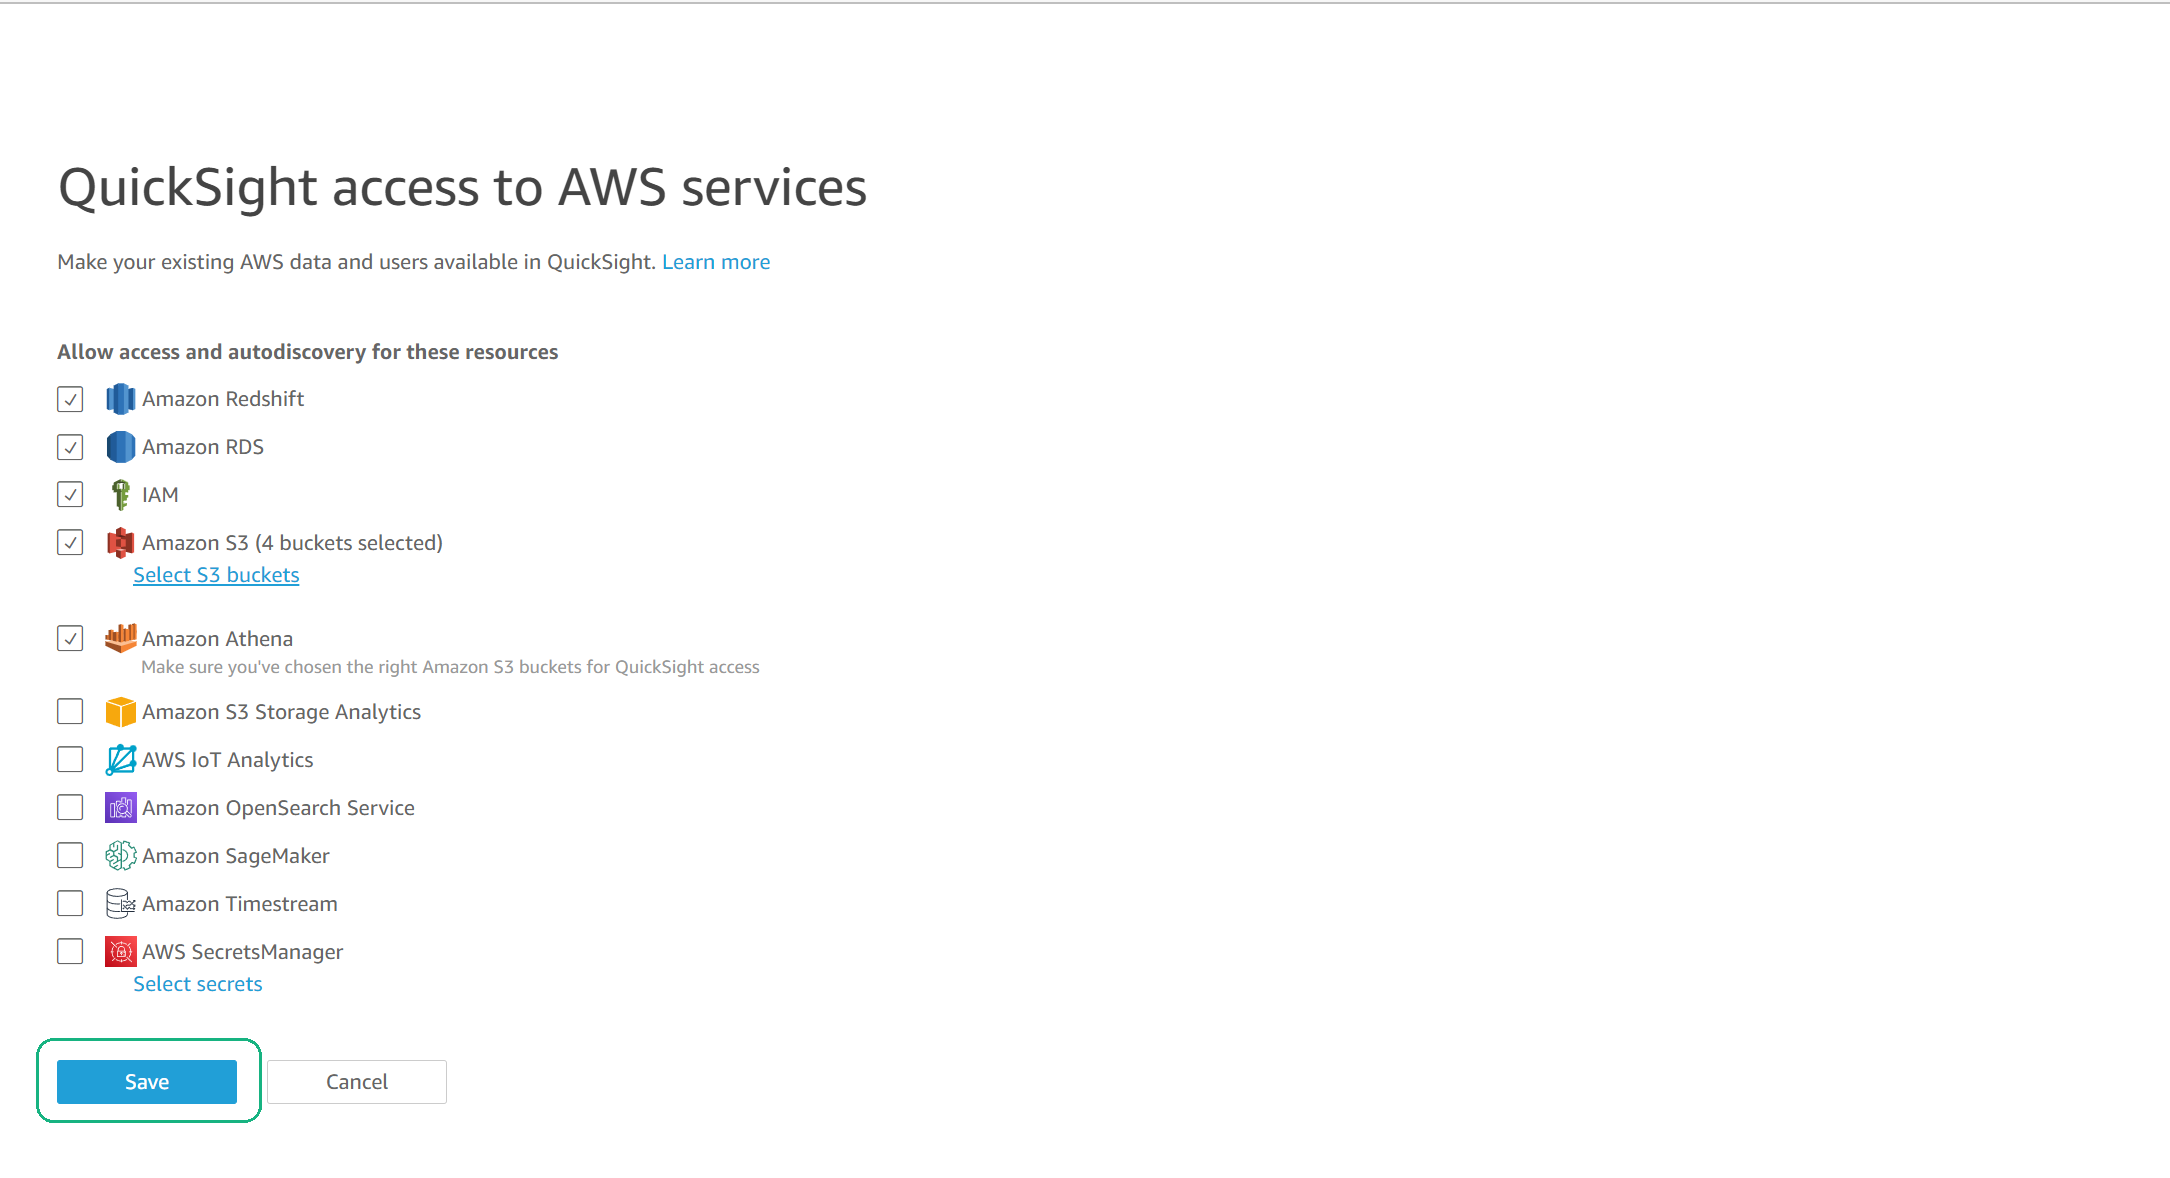 QuickSight access to AWS services
Make your existing AWS data and users available in QuickSight. Learn more
Allow access and autodiscovery for these resources
Amazon Redshift
Amazon RDS
IAM
Amazon S3 (4 buckets selected)
Select S3 buckets
Amazon Athena
Make sure you've chosen the right Amazon S3 buckets for QuickSight access
Amazon S3 Storage Analytics
AWS IoT Analytics
Amazon OpenSearch Service
Amazon SageMaker
Amazon Timestream
AWS SecretsManager
Select secrets
Save Cancel